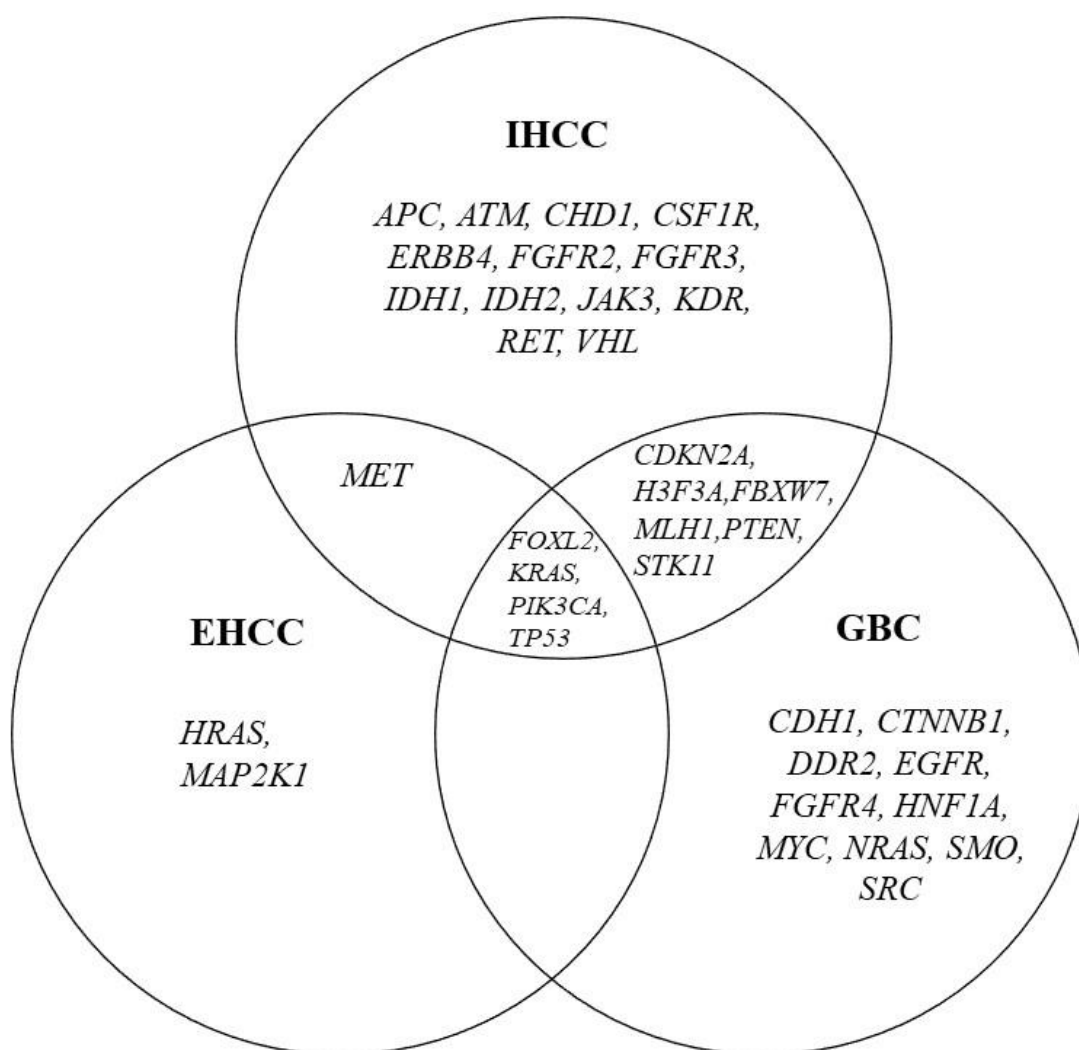 IHCC
APC, ATM, CHD1, CSF1R,
ERBB4, FGFR2, FGFR3,
IDH1, IDH2, JAK3, KDR,
RET, VHL
MET
CDKN2A,
H3F3A,FBXW7,
MLH1,PTEN,
STK11
FOXL2,
KRAS,
PIK3CA,
TP53
EHCC
HRAS,
MAP2K1
GBC
CDH1, CTNNB1,
DDR2, EGFR,
FGFR4, HNF1A,
MYC, NRAS, SMO,
SRC